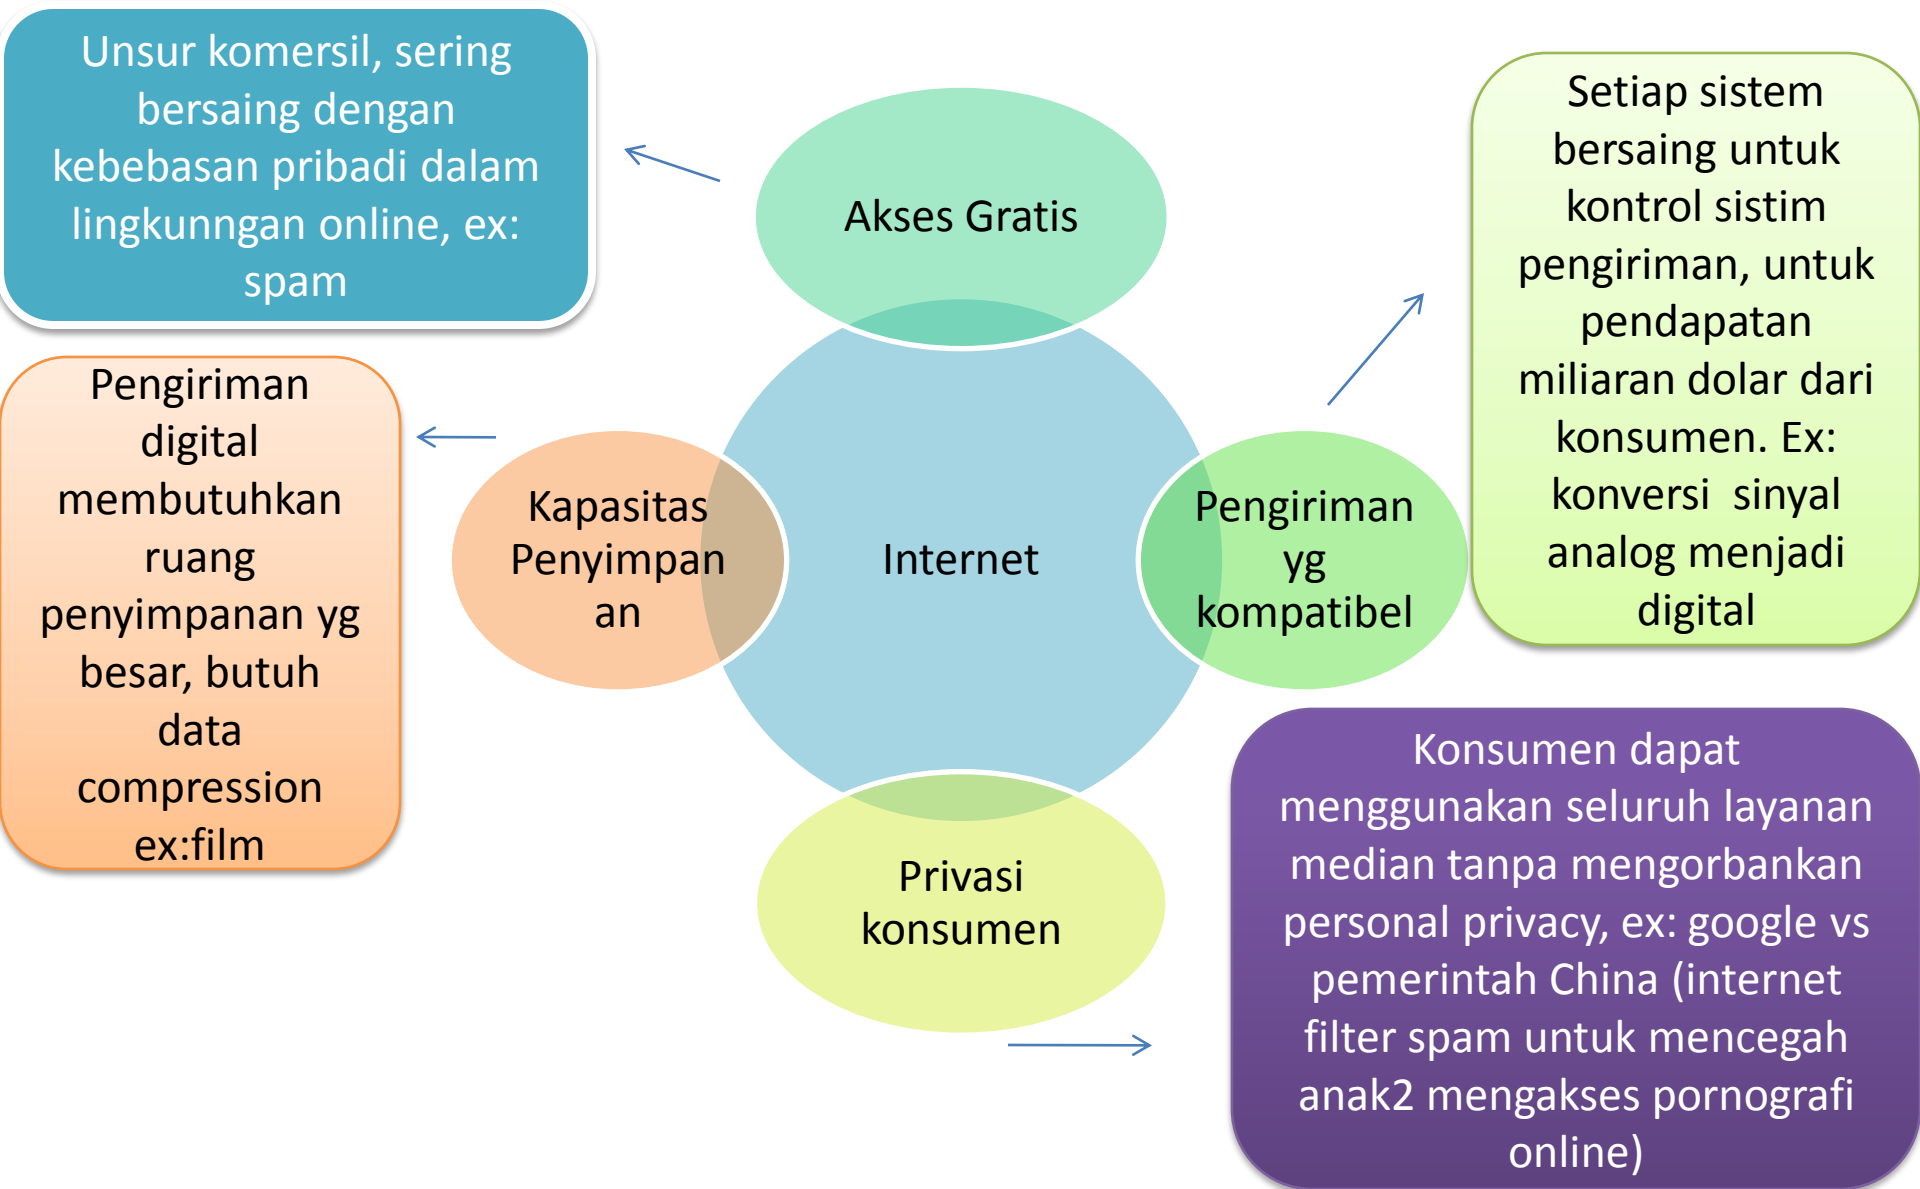 Unsur komersil, sering
bersaing dengan
kebebasan pribadi dalam
lingkunngan online, ex:
spam
Akses Gratis
Setiap sistem
bersaing untuk
kontrol sistim
pengiriman, untuk
pendapatan
miliaran dolar dari
konsumen. Ex:
konversi  sinyal
analog menjadi
digital
Pengiriman
digital
membutuhkan
ruang
penyimpanan yg
besar, butuh
data
compression
ex:film
Kapasitas
Penyimpan
an
Internet
Pengiriman
yg
kompatibel
Privasi
konsumen
Konsumen dapat
menggunakan seluruh layanan
median tanpa mengorbankan
personal privacy, ex: google vs
pemerintah China (internet
filter spam untuk mencegah
anak2 mengakses pornografi
online)